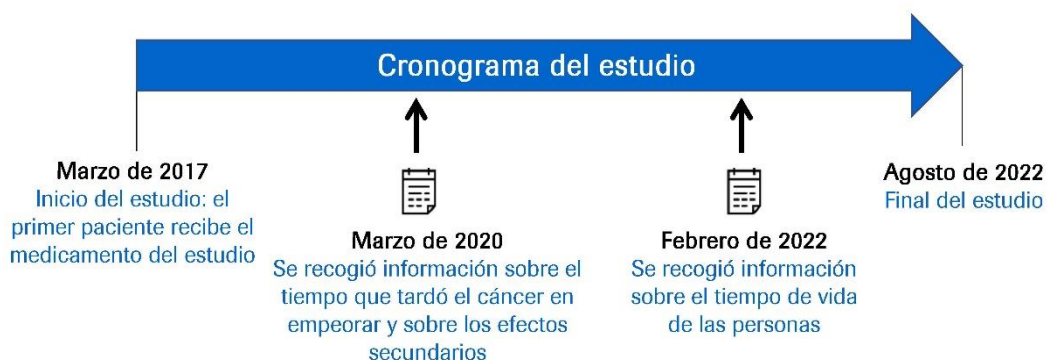 Cronograma del estudio
Marzo de 2017
Inicio del estudio: el
primer paciente recibe el
medicamento del estudio
Marzo de 2020
Se recogió información sobre el
tiempo que tardó el cáncer en
empeorar y sobre los efectos
secundarios
Febrero de 2022
Se recogió información
sobre el tiempo de vida
de las personas
Agosto de 2022
Final del estudio